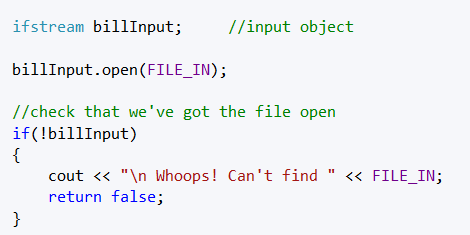 ifstream billInput;     //input object
billInput.open(FILE_IN);
//check that we've got the file open
if(!billInput)
{
    cout << "\n Whoops! Can't find " << FILE_IN;
    return false;
}